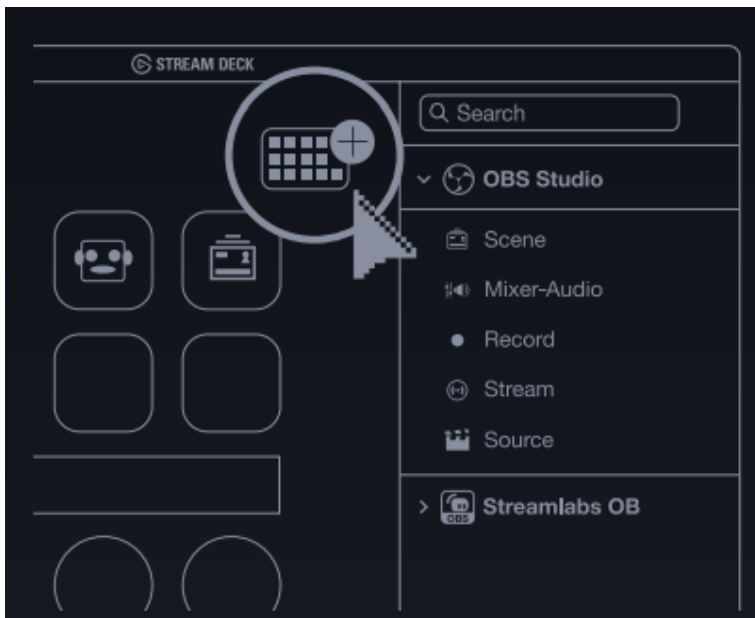 STREAM DECK
Search
OBS Studio
Scene
Mixer-Audio
Record
Stream
Source
OBS
Streamlabs OB